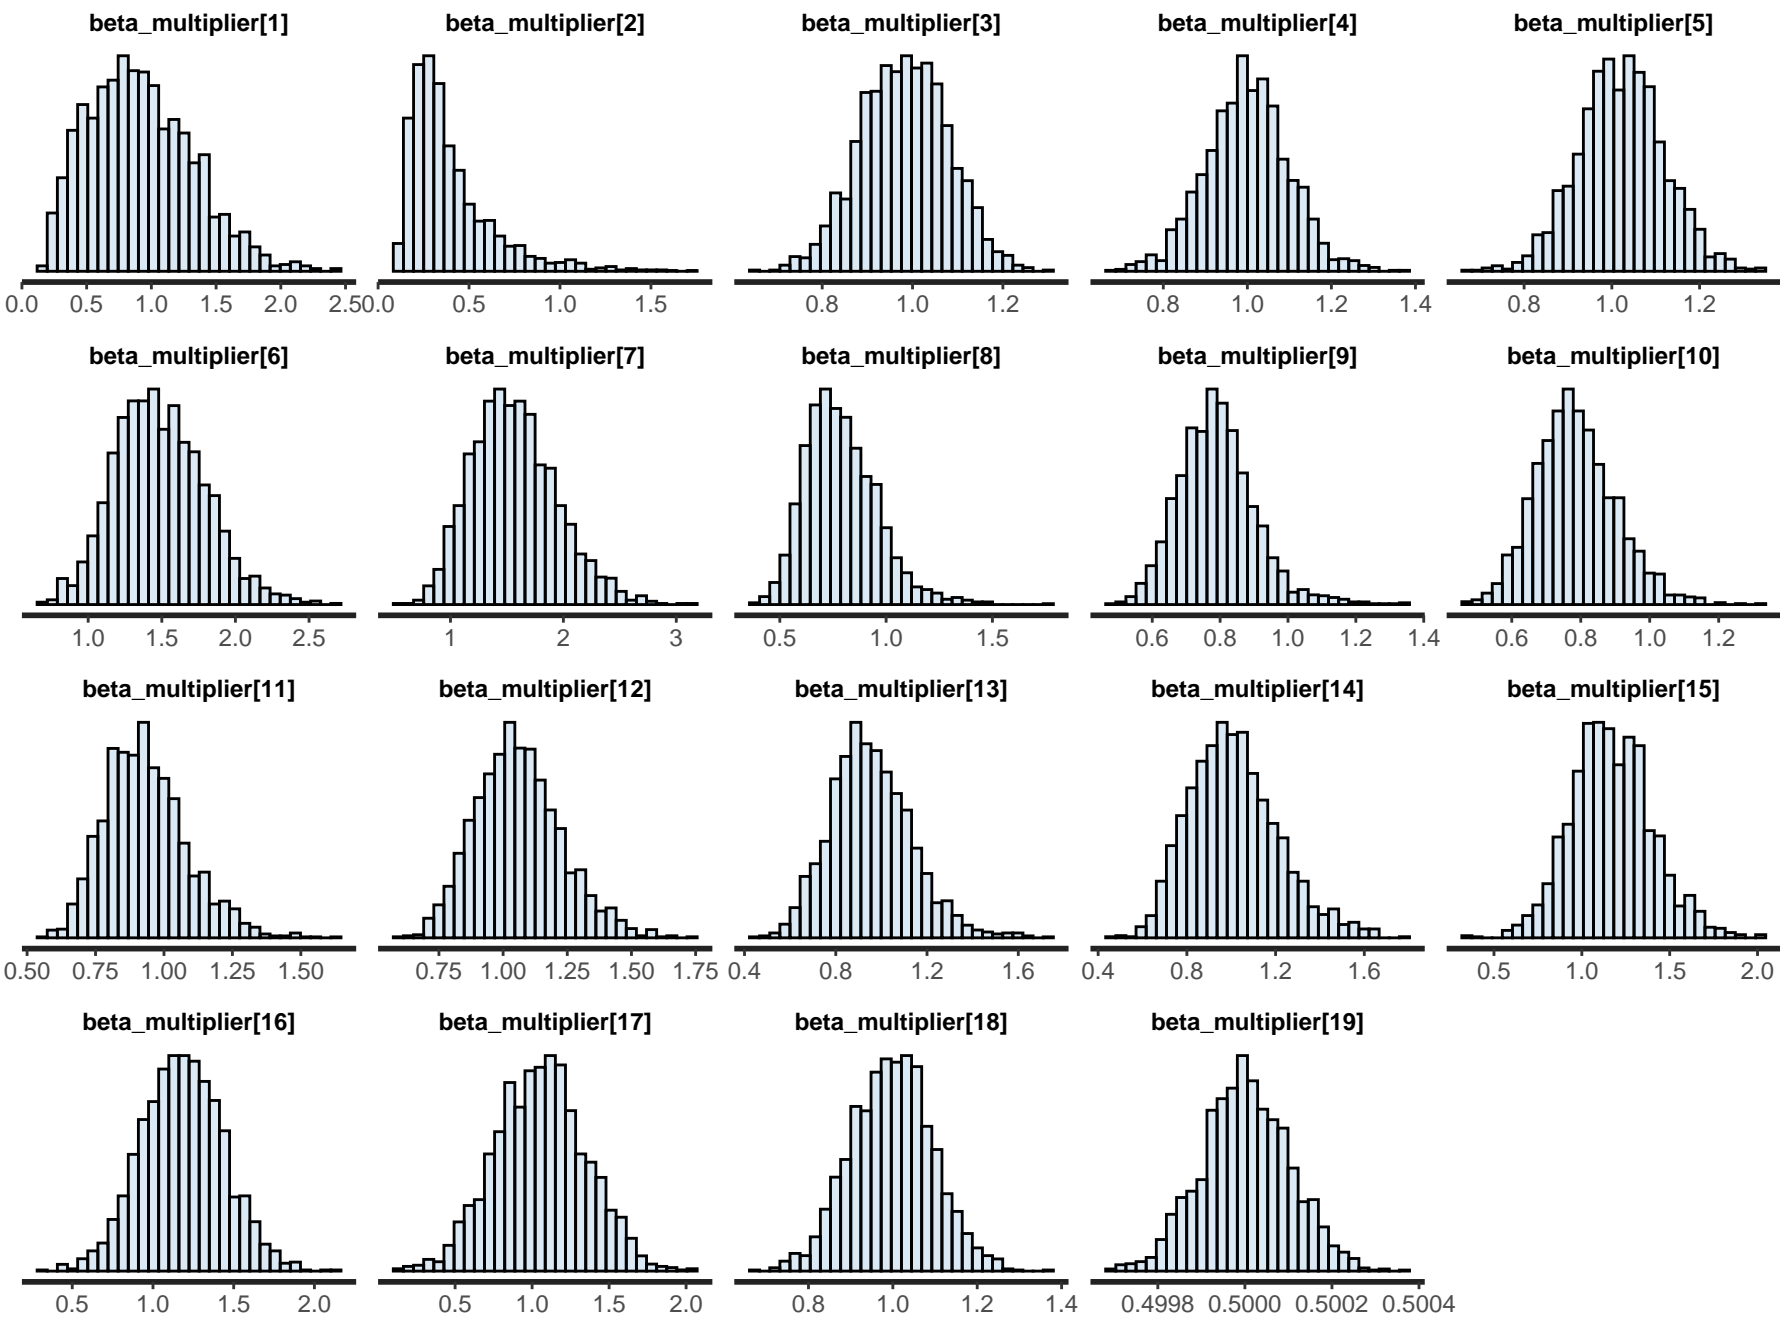 beta_multiplier[1] beta_multiplier[2] beta_multiplier[3] beta_multiplier[4] beta_multiplier[5]
0.0 0.5 1.0 1.5 2.0 2.5 0.0 0.5 1.0 1.5 0.8 1.0 1.2 0.8 1.0 1.2 1.4 0.8 1.0 1.2
beta_multiplier[6] beta_multiplier[7] beta_multiplier[8] beta_multiplier[9] beta_multiplier[10]
1.0 1.5 2.0 2.5 1 2 3 0.5 1.0 1.5 0.6 0.8 1.0 1.2 1.4 0.6 0.8 1.0 1.2
beta_multiplier[11] beta_multiplier[12] beta_multiplier[13] beta_multiplier[14] beta_multiplier[15]
0.50 0.75 1.00 1.25 1.50 0.75 1.00 1.25 1.50 1.75 0.4 0.8 1.2 1.6 0.4 0.8 1.2 1.6 0.5 1.0 1.5 2.0
beta_multiplier[16] beta_multiplier[17] beta_multiplier[18] beta_multiplier[19]
0.5 1.0 1.5 2.0 0.5 1.0 1.5 2.0 0.8 1.0 1.2 1.4 0.4998 0.5000 0.5002 0.5004